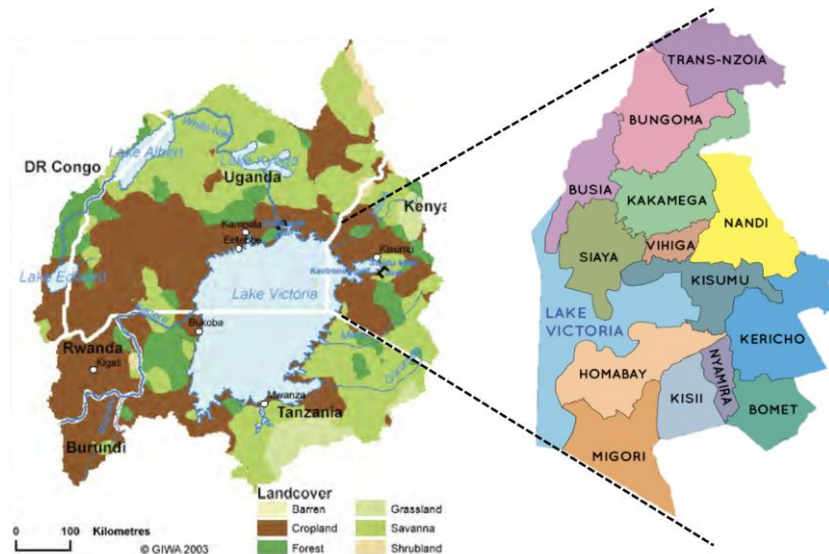 DR Congo
Lake Albert
White Nile
Lake Kyoga
Uganda
Kenya
Kampala
Entebbe
Kisumu
Lake Edward
Lake Victoria
Bukoba
Rwanda
Kigali
Mwanza
Tanzania
Burundi
Landcover
Barren
Grassland
Cropland
Savanna
Forest
Shrubland
0 100 Kilometres
© GIWA 2003
TRANS-NZOIA
BUNGOMA
BUSIA
KAKAMEGA
NANDI
SIAYA
VIHIGA
KISUMU
LAKE
VICTORIA
KERICHO
HOMABAY
NYAMIRA
KISII
BOMET
MIGORI